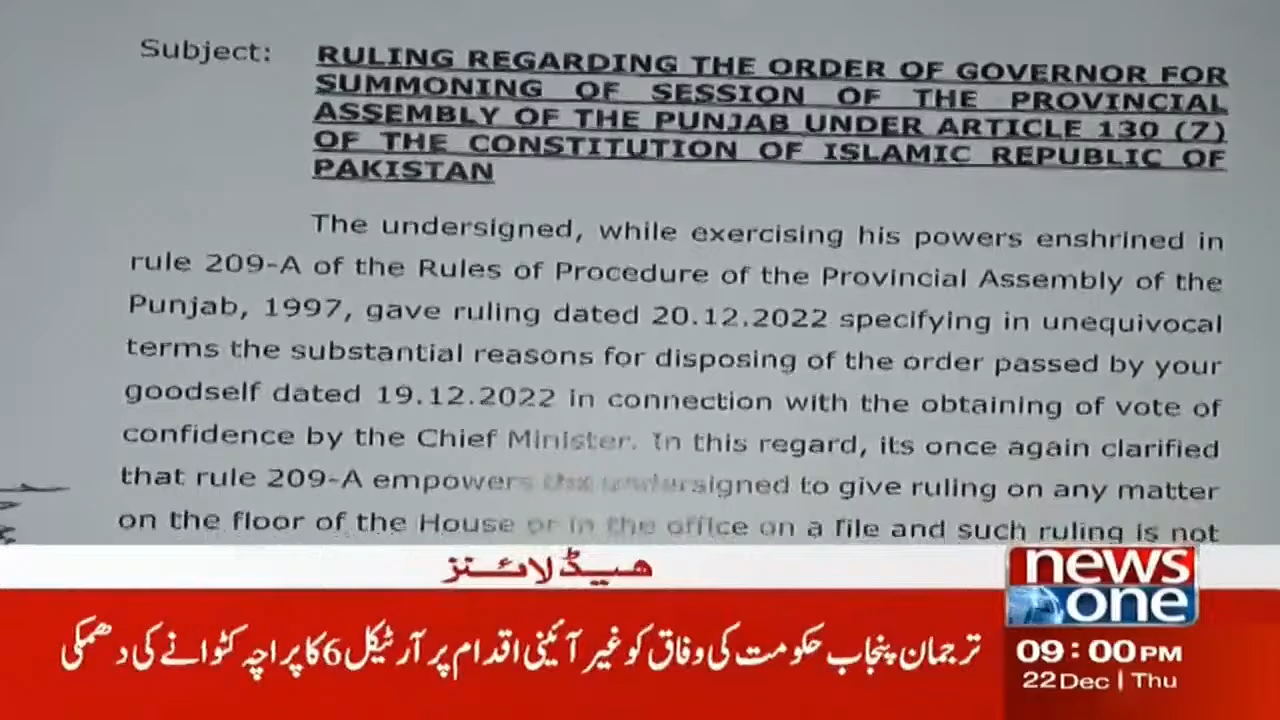 Subject: RULING REGARDING THE ORDER OF GOVERNOR FOR
SUMMONING OF SESSION OF THE PROVINCIAL
ASSEMBLY OF THE PUNJAB UNDER ARTICLE 130 (7)
OF THE CONSTITUTION OF ISLAMIC REPUBLIC OF
PAKISTAN
The undersigned, while exercising his powers enshrined in
rule 209-A of the Rules of Procedure of the Provincial Assembly of the
Punjab, 1997, gave ruling dated 20.12.2022 specifying in unequivocal
terms the substantial reasons for disposing of the order passed by your
goodself dated 19.12.2022 in connection with the obtaining of vote of
confidence by the Chief Minister. In this regard, its once again clarified
that rule 209-A empowers the undersigned to give ruling on any matter
on the floor of the House or in the office on a file and such ruling is not
ہیڈلائنز
ترجمان پنجاب حکومت کی وفاق کو غیر آئینی اقدام پر آرٹیکل 6 کا پراچہ کٹوانے کی دھمکی
news
one
09:00PM
22Dec | Thu